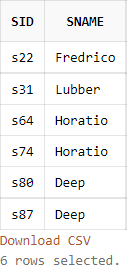 SID SNAME
s22 Fredrico
s31 Lubber
s64 Horatio
s74 Horatio
s80 Deep
s87 Deep
Download CSV
6 rows selected.